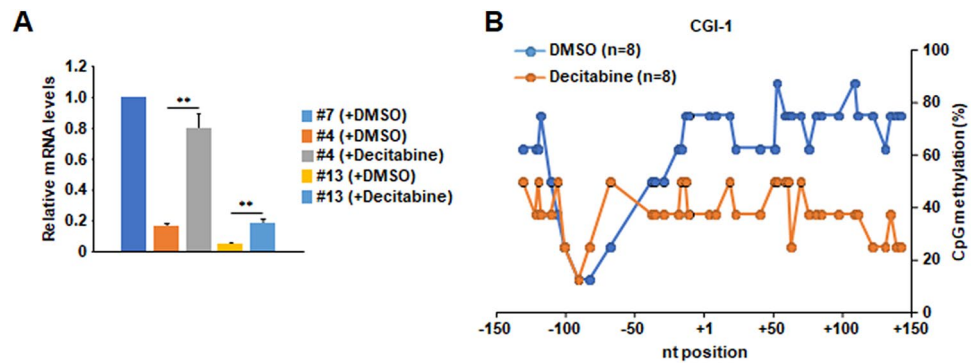 A
Relative mRNA levels
1.2
1.0
0.8
0.6
0.4
0.2
0
**
**
#7 (+DMSO)
#4 (+DMSO)
#4 (+Decitabine)
#13 (+DMSO)
#13 (+Decitabine)
B
CGI-1
DMSO (n=8)
Decitabine (n=8)
100
80
60
40
20
0
CpG methylation(%)
-150
-100
-50
+1
+50
+100
+150
nt position